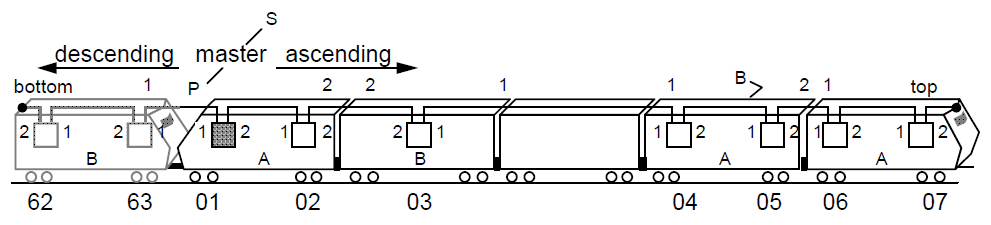 S
descending master ascending
P
bottom 1 2 2 1 1 B 2 1 top
2 1 2 1 1 2 1 2 2 1 2 1 2 1 2 1 2
B A B A A
62 63 01 02 03 04 05 06 07